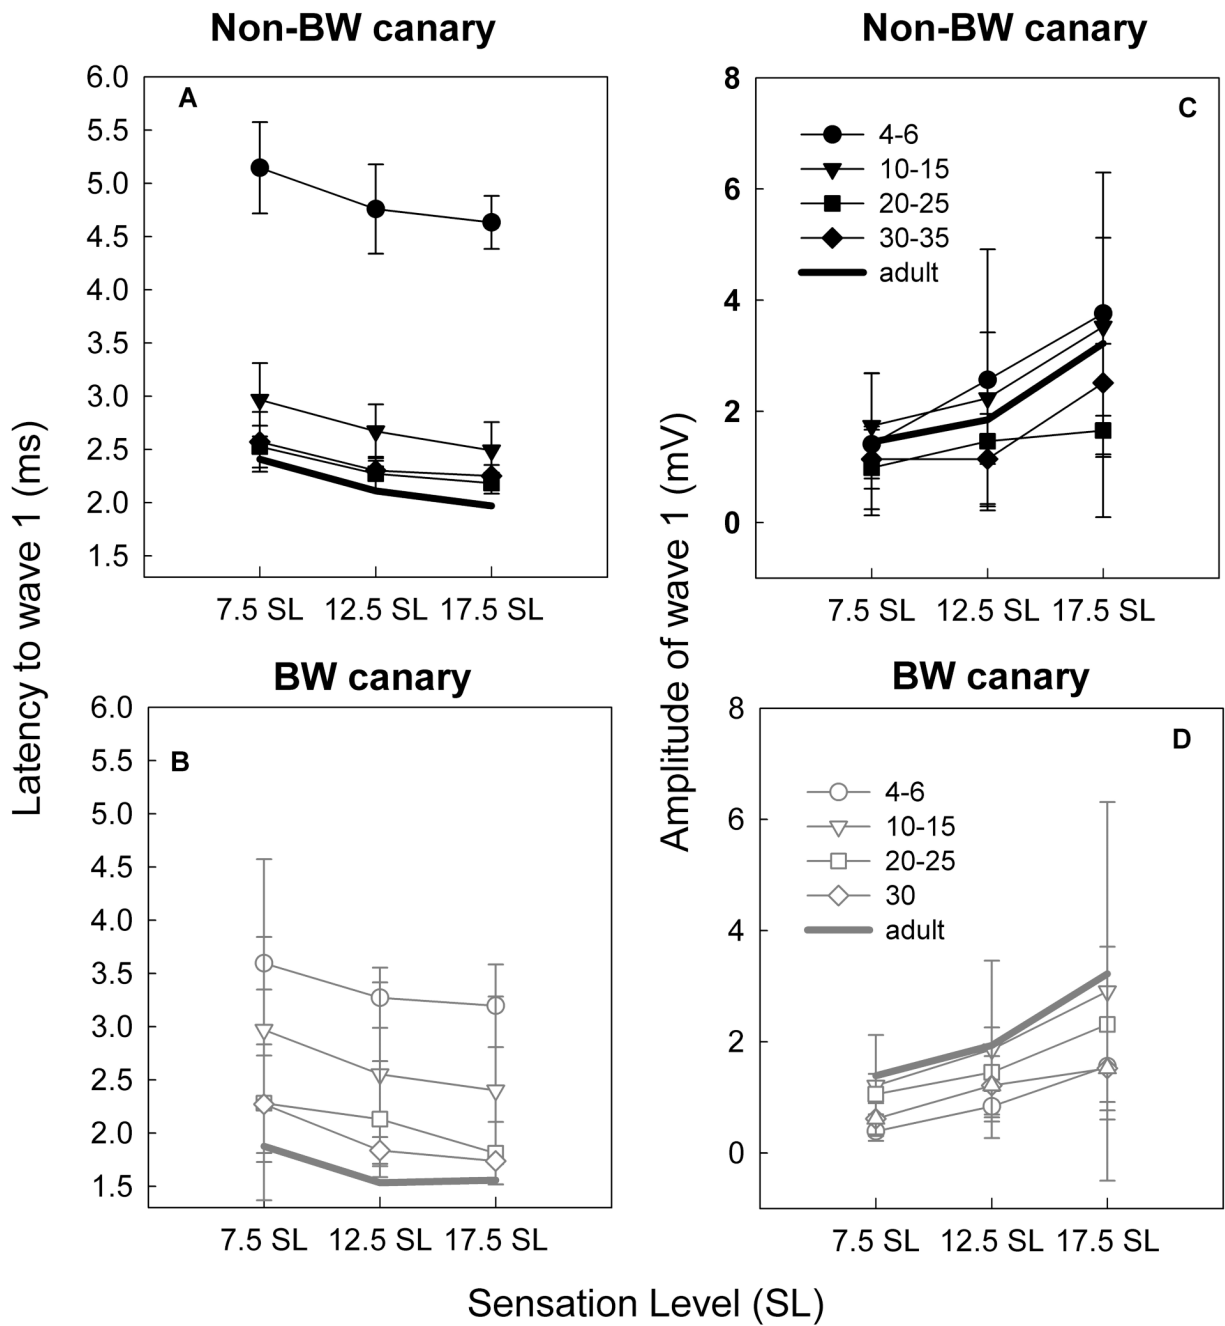 Non-BW canary
A
6.0
5.5
5.0
4.5
4.0
3.5
3.0
2.5
2.0
1.5
7.5 SL 12.5 SL 17.5 SL
Non-BW canary
C
8
6
4
2
0
4-6
10-15
20-25
30-35
adult
7.5 SL 12.5 SL 17.5 SL
BW canary
B
6.0
5.5
5.0
4.5
4.0
3.5
3.0
2.5
2.0
1.5
7.5 SL 12.5 SL 17.5 SL
BW canary
D
8
6
4
2
0
4-6
10-15
20-25
30
adult
7.5 SL 12.5 SL 17.5 SL
Latency to wave 1 (ms)
Amplitude of wave 1 (mV)
Sensation Level (SL)